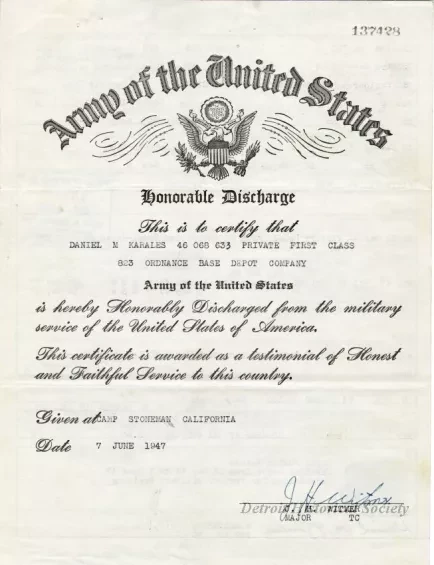 137428
Army of the United States
Honorable Discharge
This is to certify that
DANIEL M KARALES 46 068 633 PRIVATE FIRST CLASS
823 ORDNANCE BASE DEPOT COMPANY
Army of the United States
is hereby Honorably Discharged from the military
service of the United States of America.
This certificate is awarded as a testimonial of Honest
and Faithful Service to this country.
Given at CAMP STONEMAN CALIFORNIA
Date 7 JUNE 1947
J H Witmer
Detroit Historical Society
J. H. WITMER
MAJOR TC